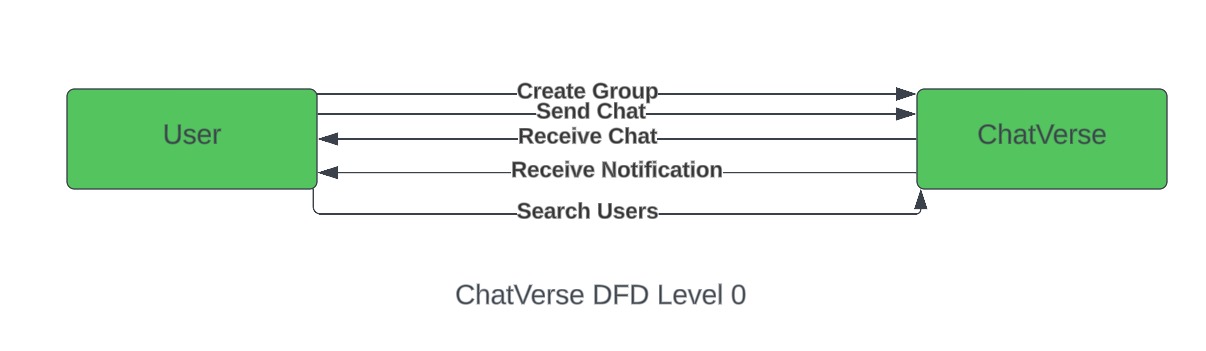 Create Group
Send Chat
User
ChatVerse
Receive Chat
Receive Notification
Search Users
ChatVerse DFD Level 0